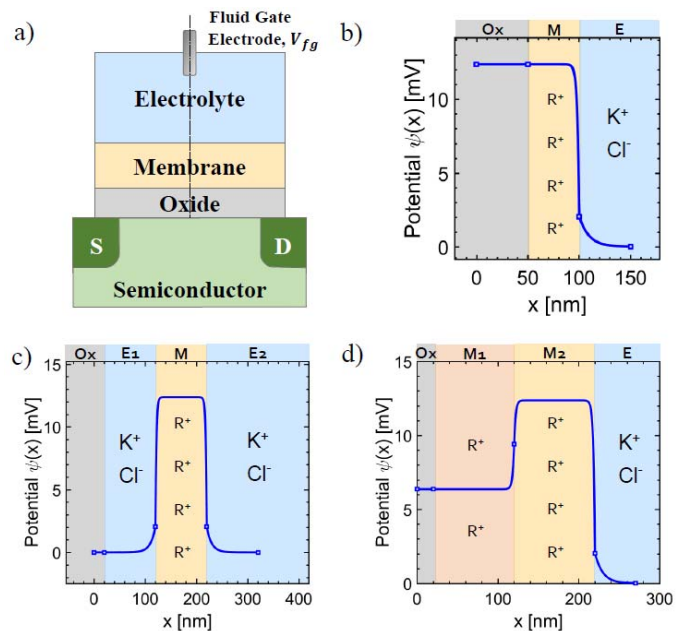 a)
Fluid Gate
Electrode, V_fg
Electrolyte
Membrane
Oxide
S
D
Semiconductor
b)
Ox M E
Potential ψ(x) [mV]
10
5
0
R⁺
R⁺
R⁺
R⁺
K⁺
Cl⁻
0 50 100 150
x [nm]
c)
Ox E1 M E2
Potential ψ(x) [mV]
15
10
5
0
K⁺
Cl⁻
R⁺
R⁺
R⁺
R⁺
K⁺
Cl⁻
0 100 200 300 400
x [nm]
d)
Ox M1 M2 E
Potential ψ(x) [mV]
15
10
5
0
R⁺
R⁺
R⁺
R⁺
R⁺
R⁺
K⁺
Cl⁻
0 100 200 300
x [nm]